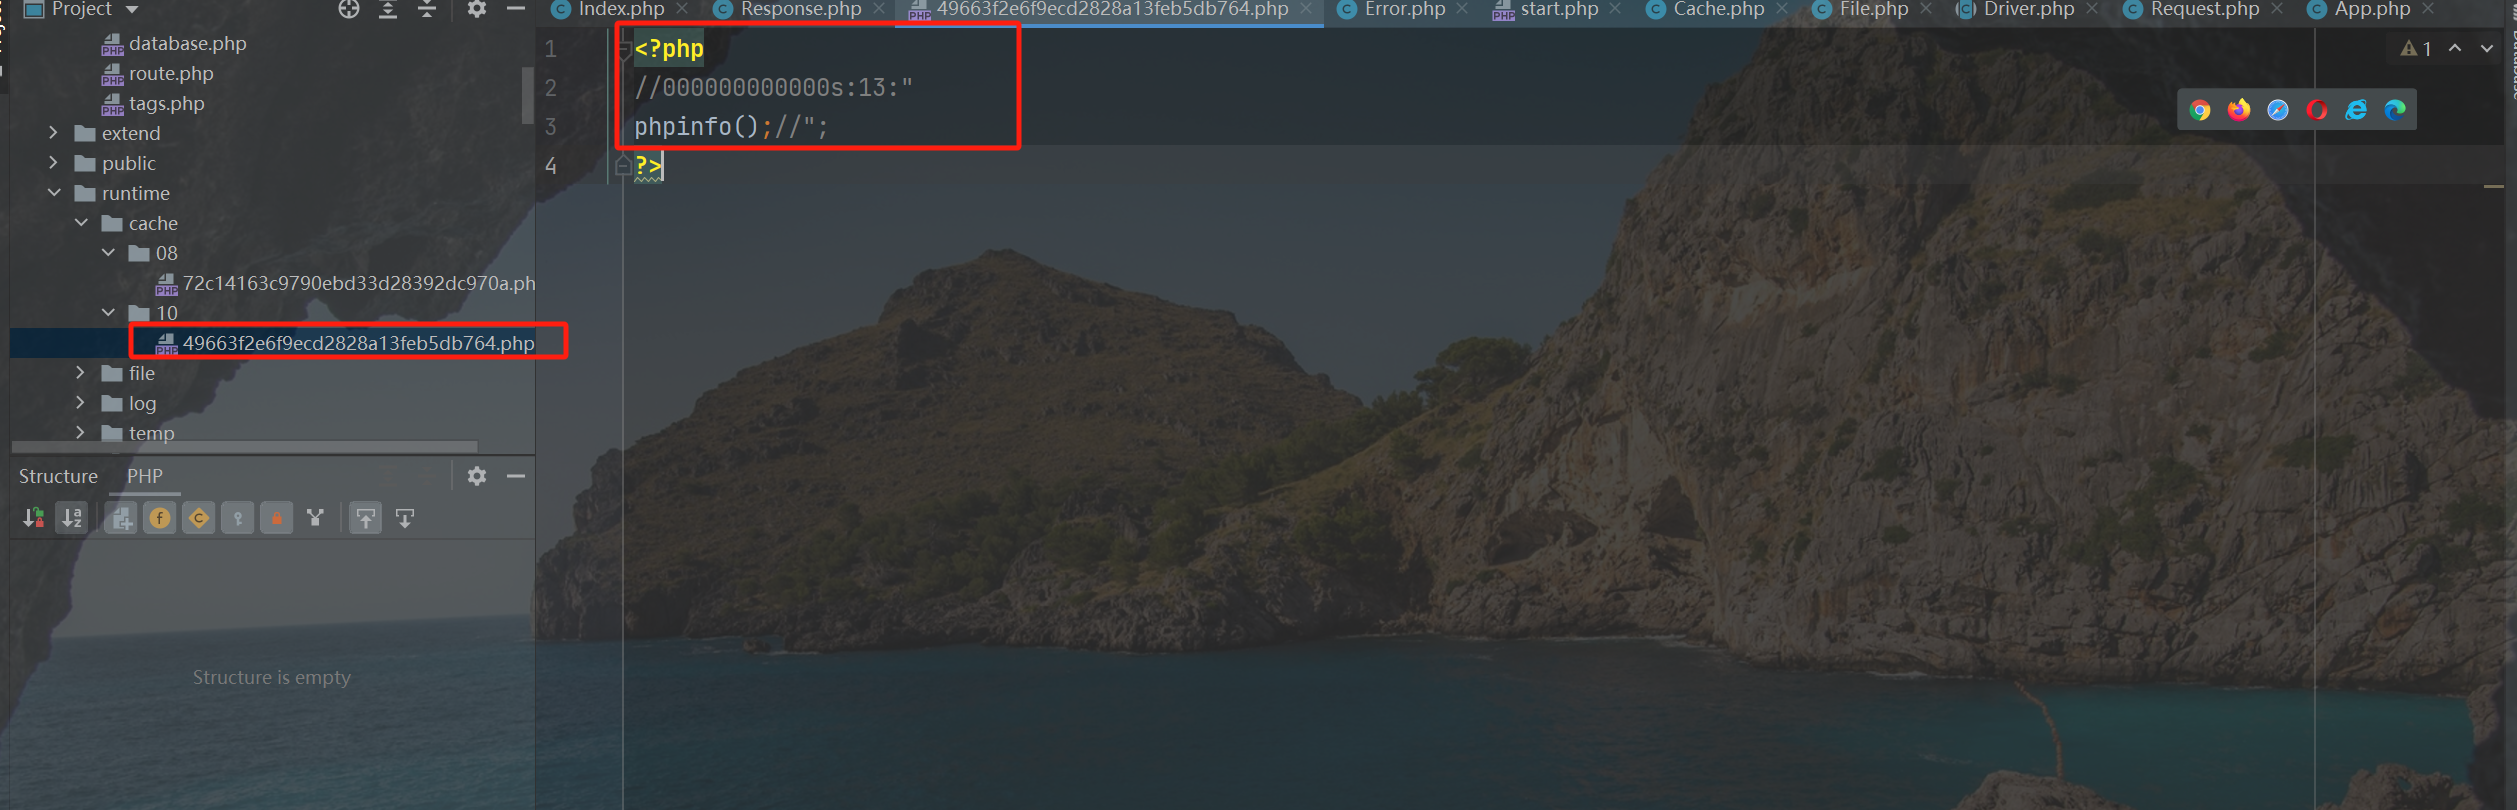 Project
Index.php
Response.php
49663f2e6f9ecd2828a13feb5db764.php
Error.php
start.php
Cache.php
File.php
Driver.php
Request.php
App.php
database.php
route.php
tags.php
extend
public
runtime
cache
08
72c14163c9790ebd33d28392dc970a.ph
10
49663f2e6f9ecd2828a13feb5db764.php
file
log
temp
1 <?php
2 //000000000000s:13:"
3 phpinfo();//";
4 ?>
1
Structure PHP
Structure is empty